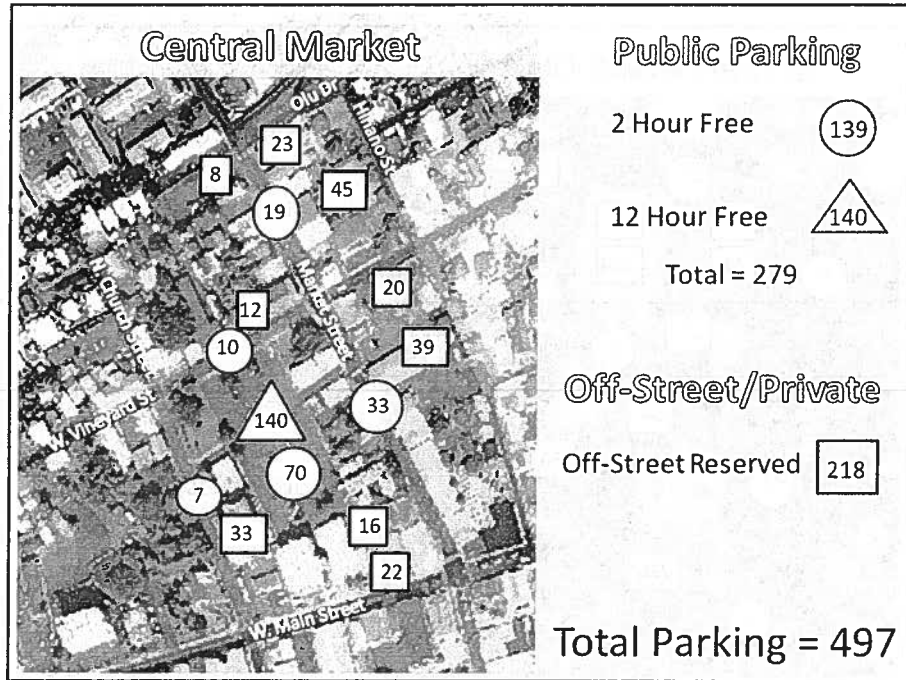 Central Market
Public Parking
2 Hour Free 139
12 Hour Free 140
Total = 279
Off-Street/Private
Off-Street Reserved 218
Total Parking = 497
23
8
45
19
Market Street
20
12
10
39
W. Vineyard St
140
33
70
7
33
16
22
W. Main Street